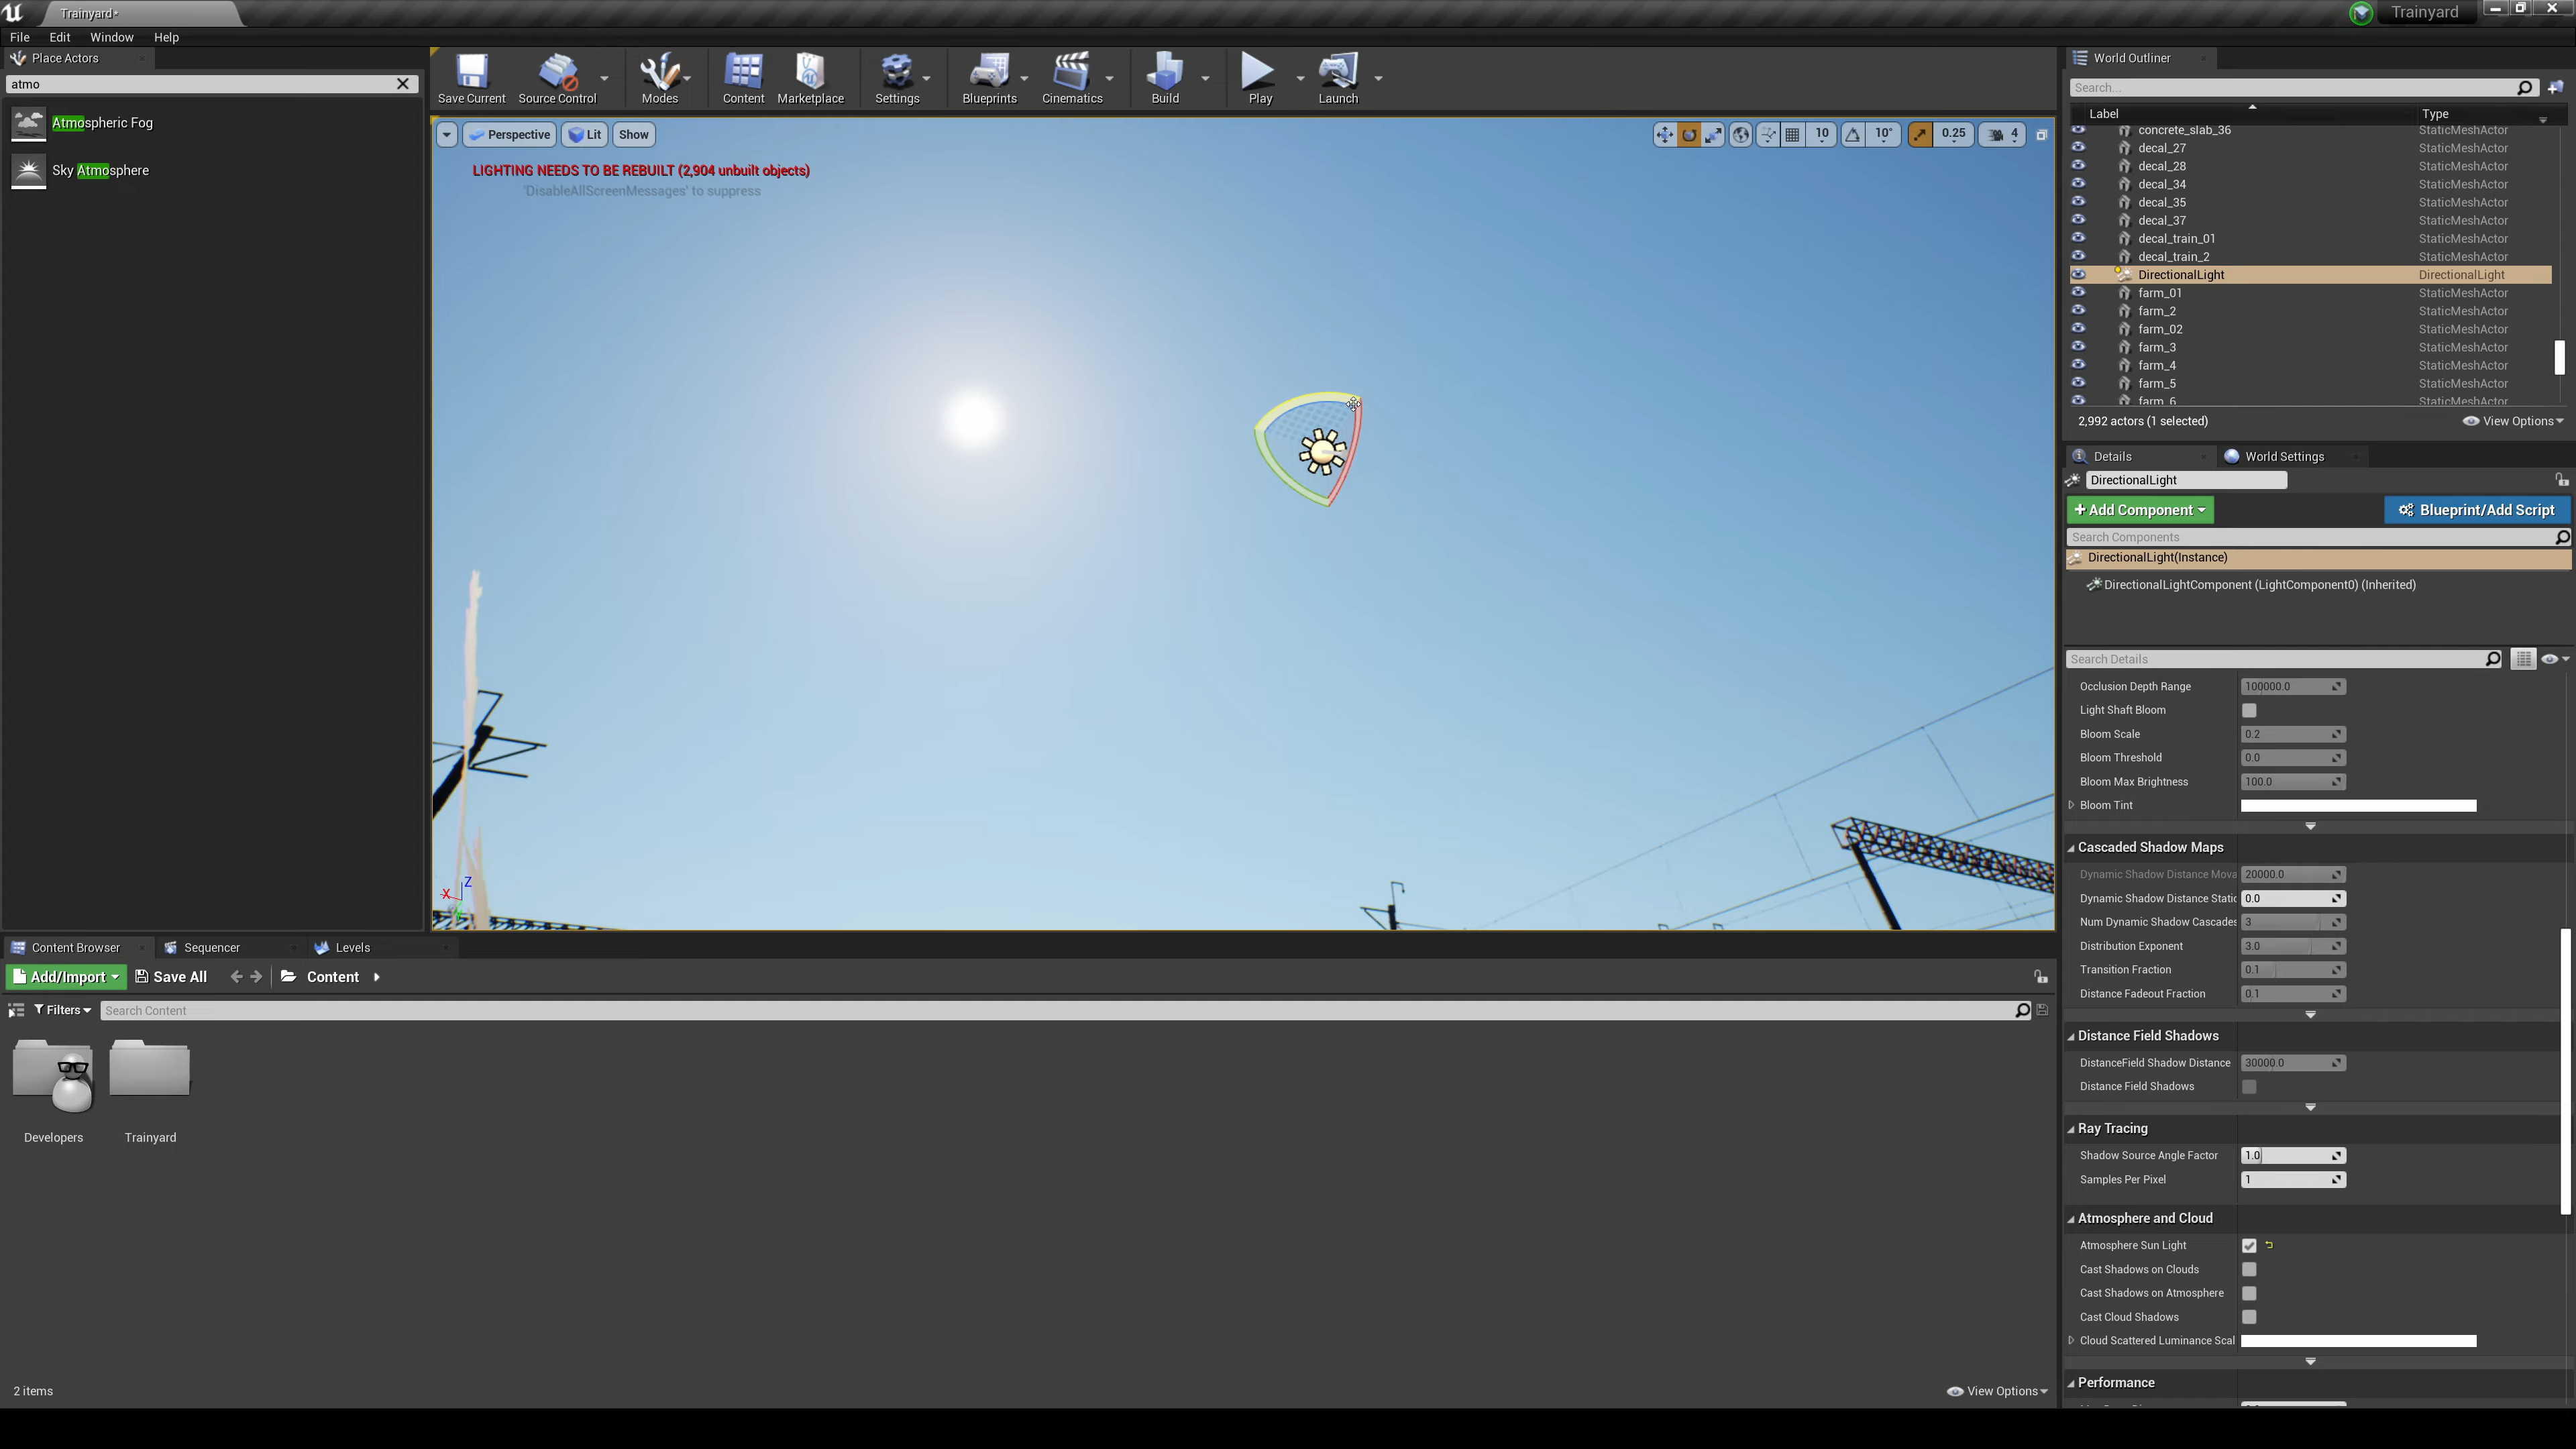 Trainyard•
Trainyard
File Edit Window Help
Place Actors
atmo
Atmospheric Fog
Sky Atmosphere
Save Current
Source Control
Modes
Content
Marketplace
Settings
Blueprints
Cinematics
Build
Play
Launch
Perspective
Lit
Show
10
10°
0.25
4
LIGHTING NEEDS TO BE REBUILT (2,904 unbuilt objects)
'DisableAllScreenMessages' to suppress
X
Z
World Outliner
Search...
Label Type
concrete_slab_36 StaticMeshActor
decal_27 StaticMeshActor
decal_28 StaticMeshActor
decal_34 StaticMeshActor
decal_35 StaticMeshActor
decal_37 StaticMeshActor
decal_train_01 StaticMeshActor
decal_train_2 StaticMeshActor
DirectionalLight DirectionalLight
farm_01 StaticMeshActor
farm_2 StaticMeshActor
farm_02 StaticMeshActor
farm_3 StaticMeshActor
farm_4 StaticMeshActor
farm_5 StaticMeshActor
farm_6 StaticMeshActor
2,992 actors (1 selected)
View Options
Details
World Settings
DirectionalLight
+Add Component
Blueprint/Add Script
Search Components
DirectionalLight(Instance)
DirectionalLightComponent (LightComponent0) (Inherited)
Search Details
Occlusion Depth Range 100000.0
Light Shaft Bloom
Bloom Scale 0.2
Bloom Threshold 0.0
Bloom Max Brightness 100.0
Bloom Tint
Cascaded Shadow Maps
Dynamic Shadow Distance Mova 20000.0
Dynamic Shadow Distance Static 0.0
Num Dynamic Shadow Cascades 3
Distribution Exponent 3.0
Transition Fraction 0.1
Distance Fadeout Fraction 0.1
Distance Field Shadows
DistanceField Shadow Distance 30000.0
Distance Field Shadows
Ray Tracing
Shadow Source Angle Factor 1.0
Samples Per Pixel 1
Atmosphere and Cloud
Atmosphere Sun Light
Cast Shadows on Clouds
Cast Shadows on Atmosphere
Cast Cloud Shadows
Cloud Scattered Luminance Scal
Performance
Content Browser
Sequencer
Levels
Add/Import
Save All
Content
Filters
Search Content
Developers
Trainyard
2 items
View Options